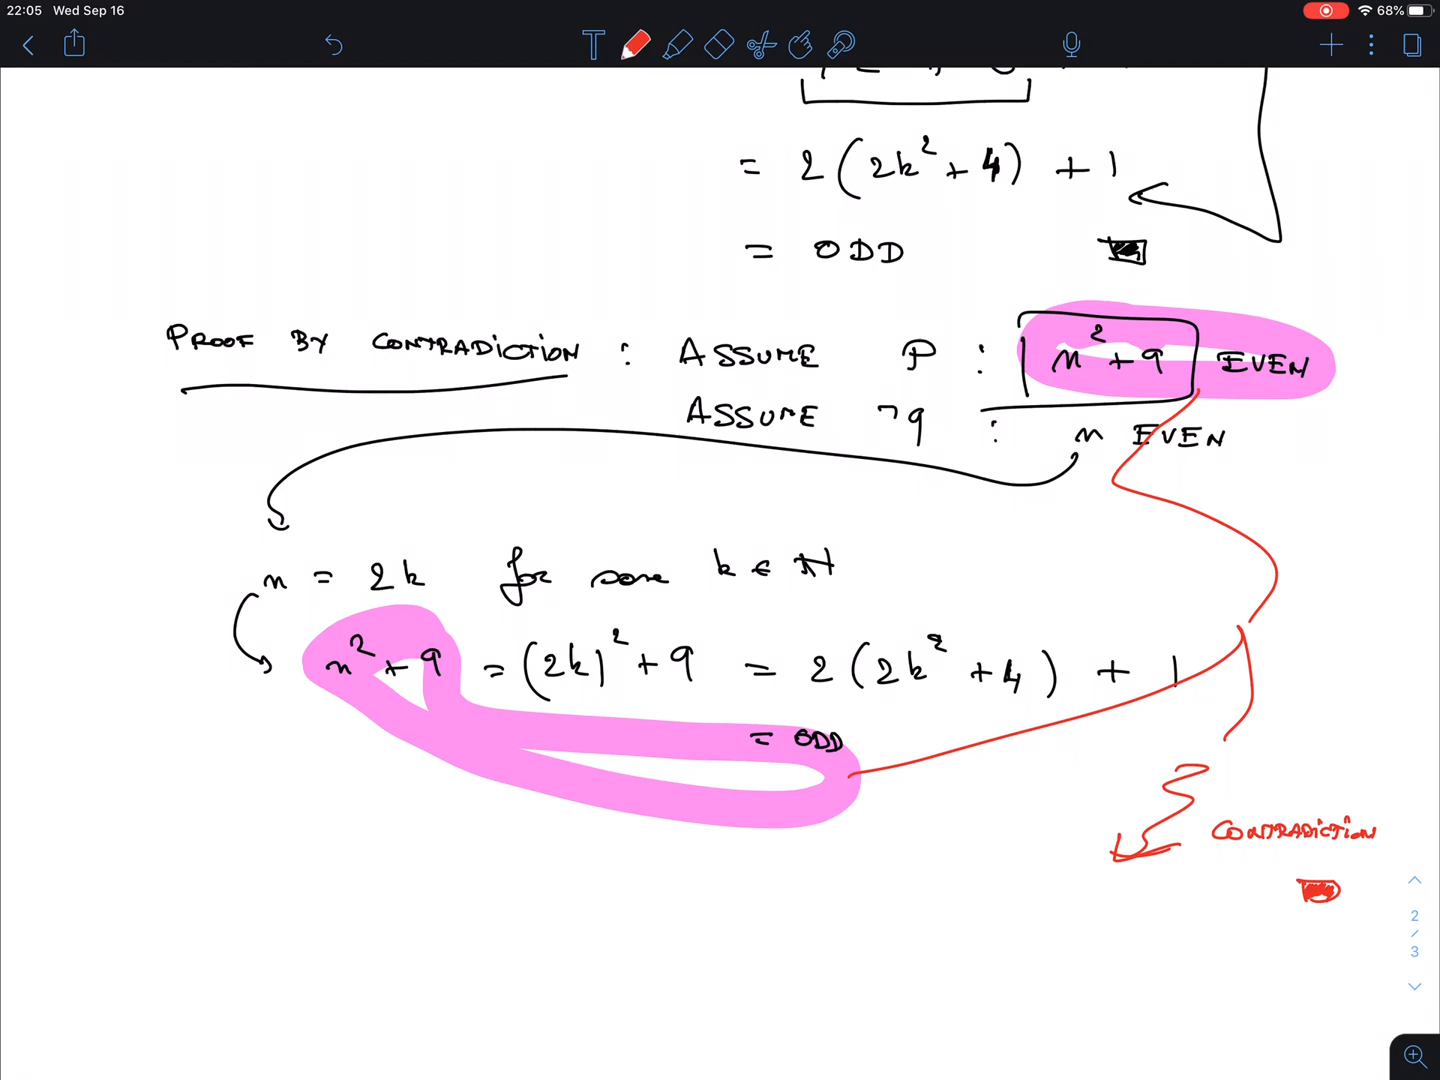 22:05 Wed Sep 16
68%
T
= 2 (2k² + 4) + 1
= ODD
PROOF BY CONTRADICTION : ASSUME P : n² + 9 EVEN
ASSUME ¬q : n EVEN
n = 2k for some k ∈ ℕ
n² + 9 = (2k)² + 9 = 2 (2k² + 4) + 1
= ODD
CONTRADICTION
2
/
3